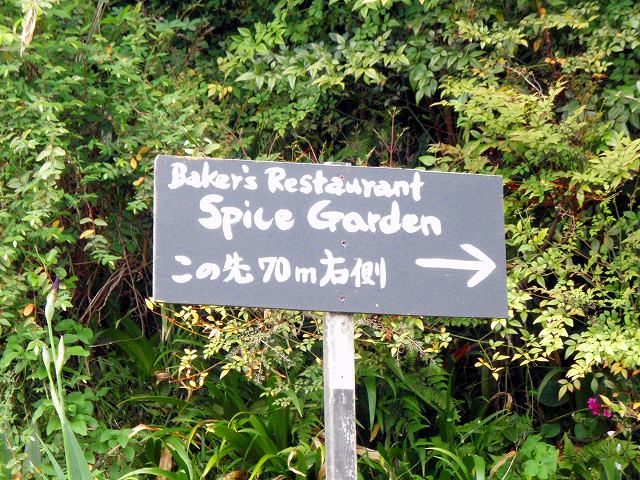 Baker's Restaurant
Spice Garden
この先70m右側 →